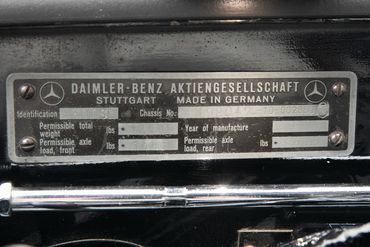 DAIMLER-BENZ AKTIENGESELLSCHAFT
STUTTGART MADE IN GERMANY
Identification Chassis No.
Permissible total weight lbs Year of manufacture
Permissible axle load, front lbs Permissible axle load, rear lbs